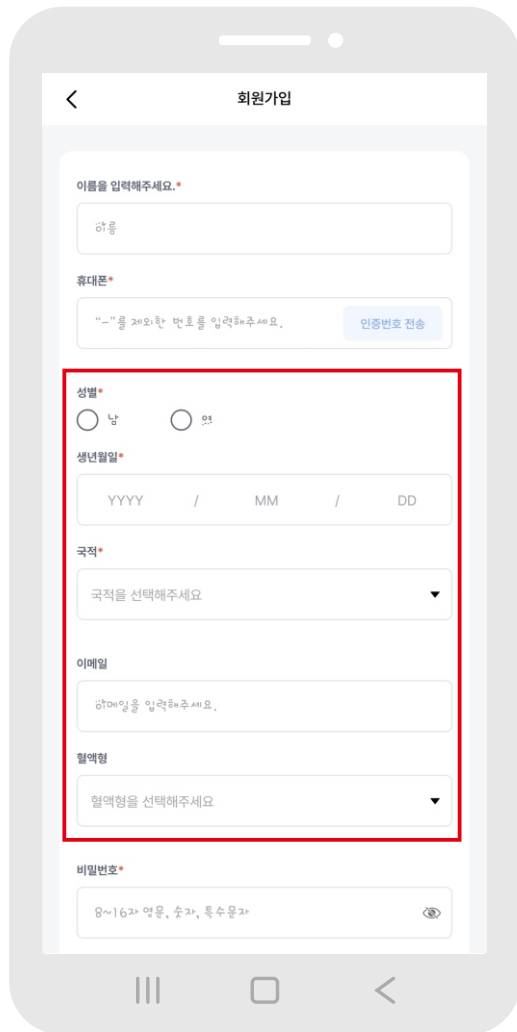 회원가입
이름을 입력해주세요.*
이름
휴대폰*
"-"를 제외한 번호를 입력해주세요.
인증번호 전송
성별*
남 여
생년월일*
YYYY / MM / DD
국적*
국적을 선택해주세요
이메일
이메일을 입력해주세요.
혈액형
혈액형을 선택해주세요
비밀번호*
8~16자 영문, 숫자, 특수문자